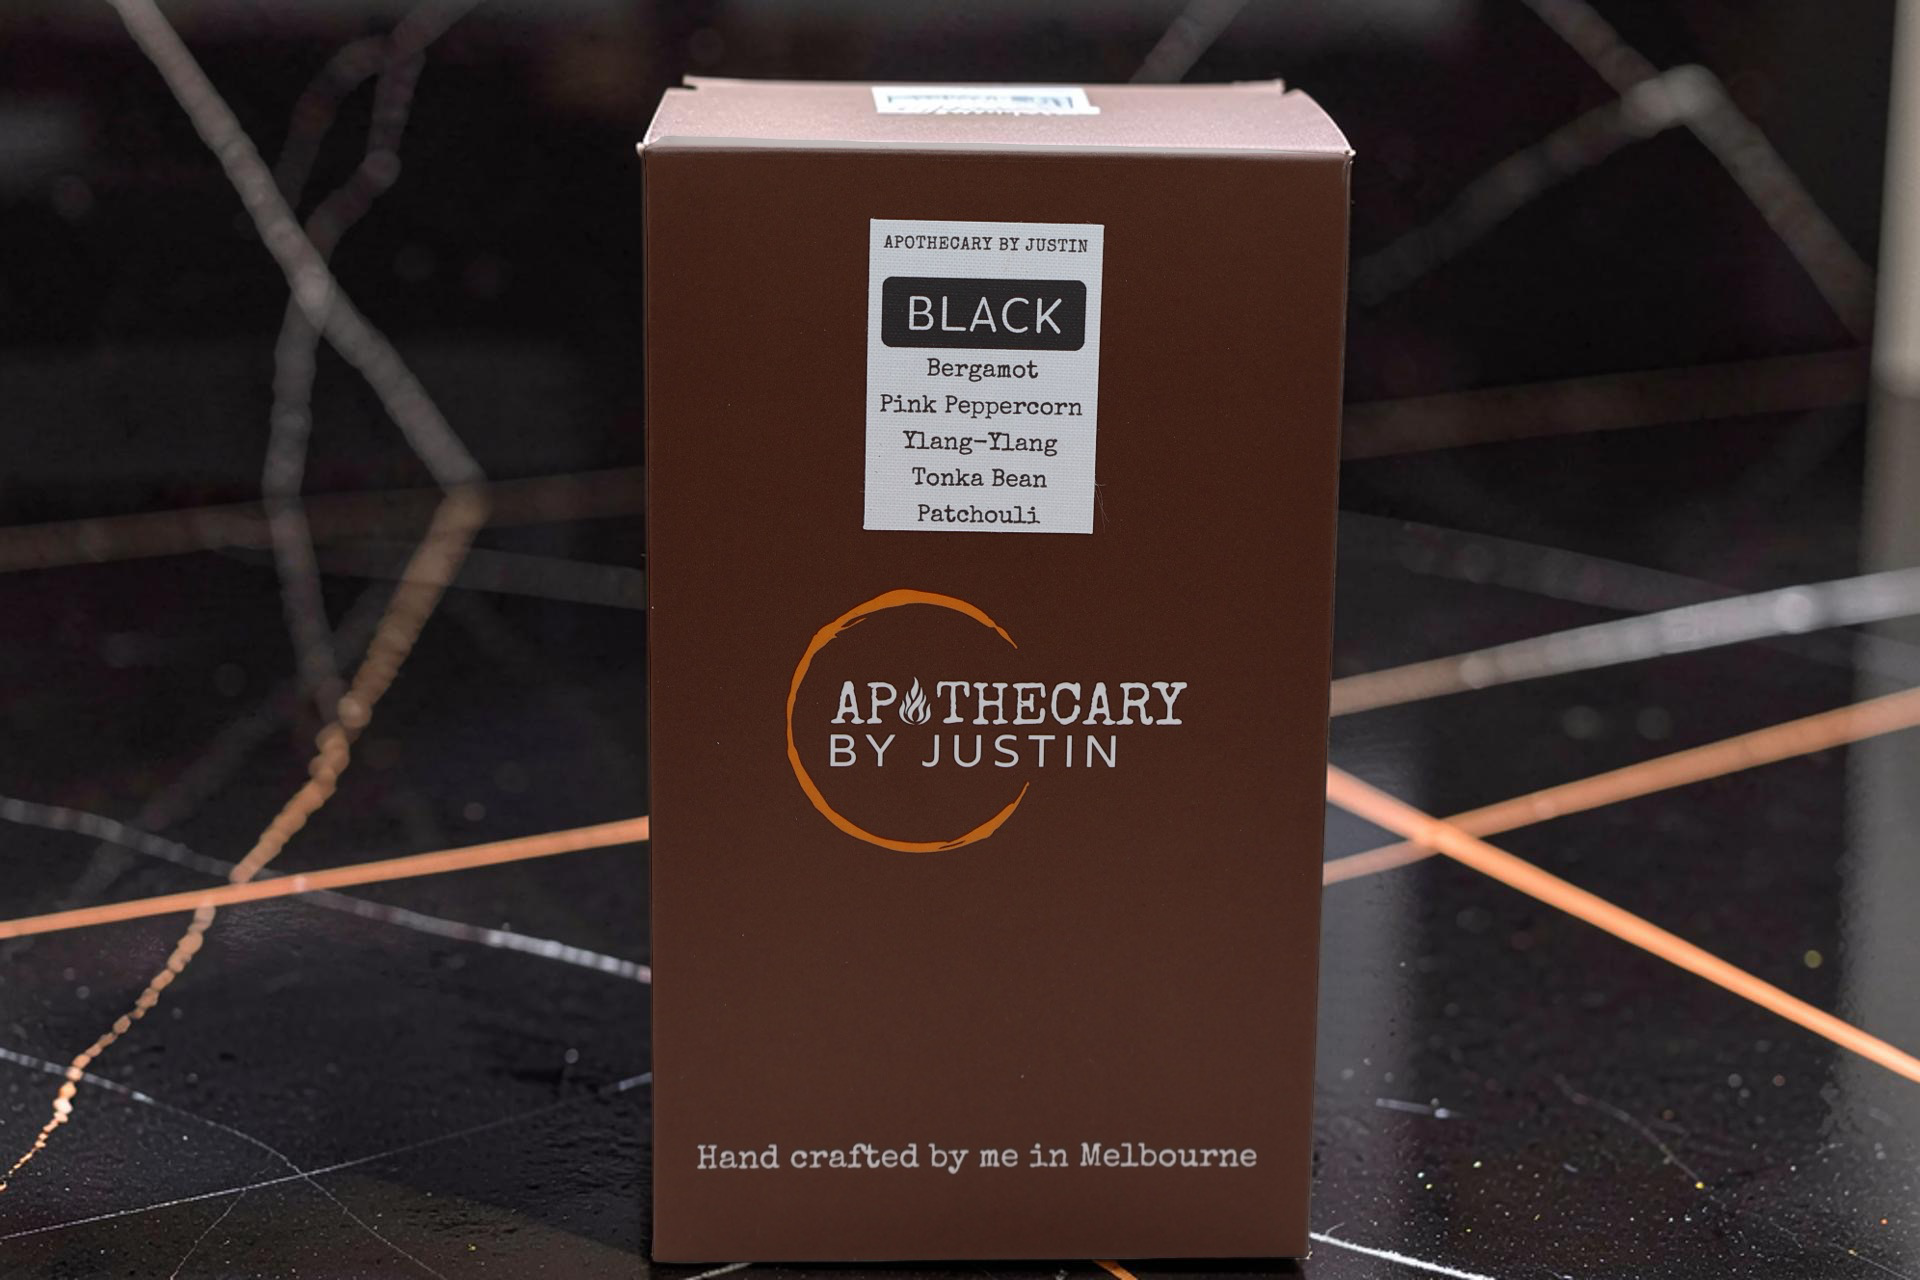 APOTHECARY BY JUSTIN
BLACK
Bergamot
Pink Peppercorn
Ylang-Ylang
Tonka Bean
Patchouli
APOTHECARY
BY JUSTIN
Hand crafted by me in Melbourne